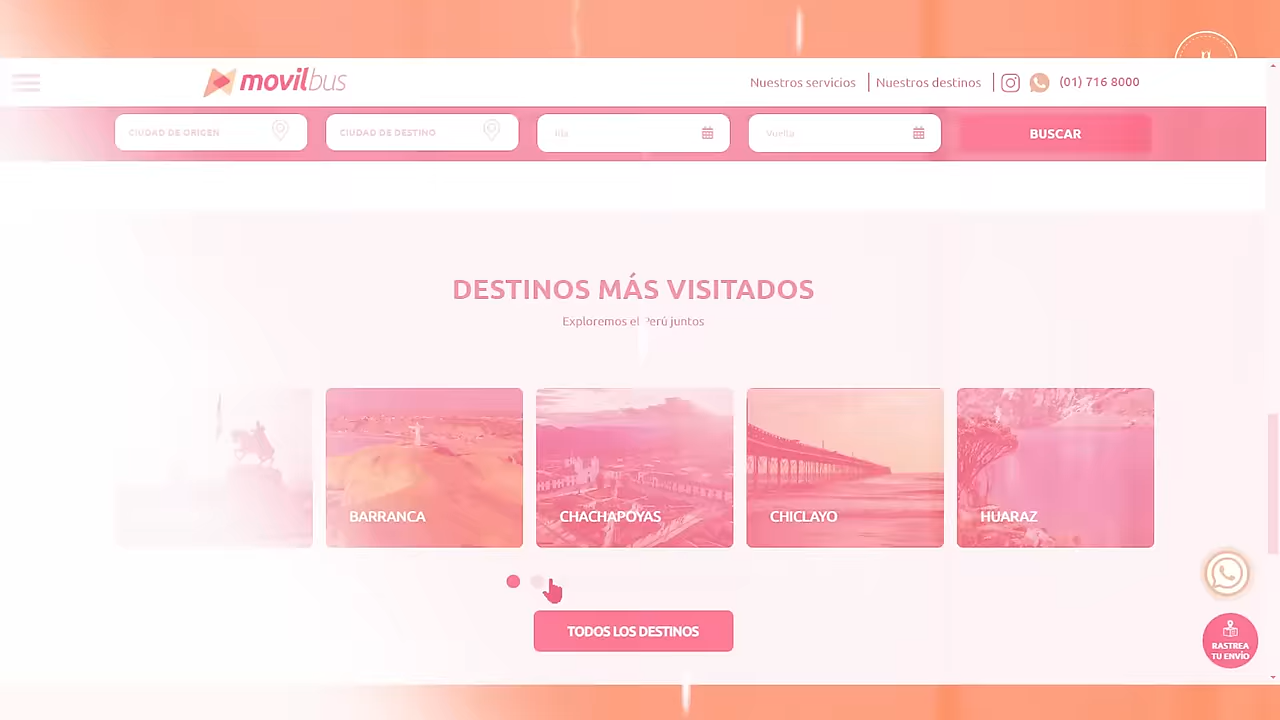 movilbus
Nuestros servicios
Nuestros destinos
(01) 716 8000
CIUDAD DE ORIGEN
CIUDAD DE DESTINO
Ida
Vuelta
BUSCAR
DESTINOS MÁS VISITADOS
Exploremos el Perú juntos
BARRANCA
CHACHAPOYAS
CHICLAYO
HUARAZ
TODOS LOS DESTINOS
RASTREA
TU ENVÍO